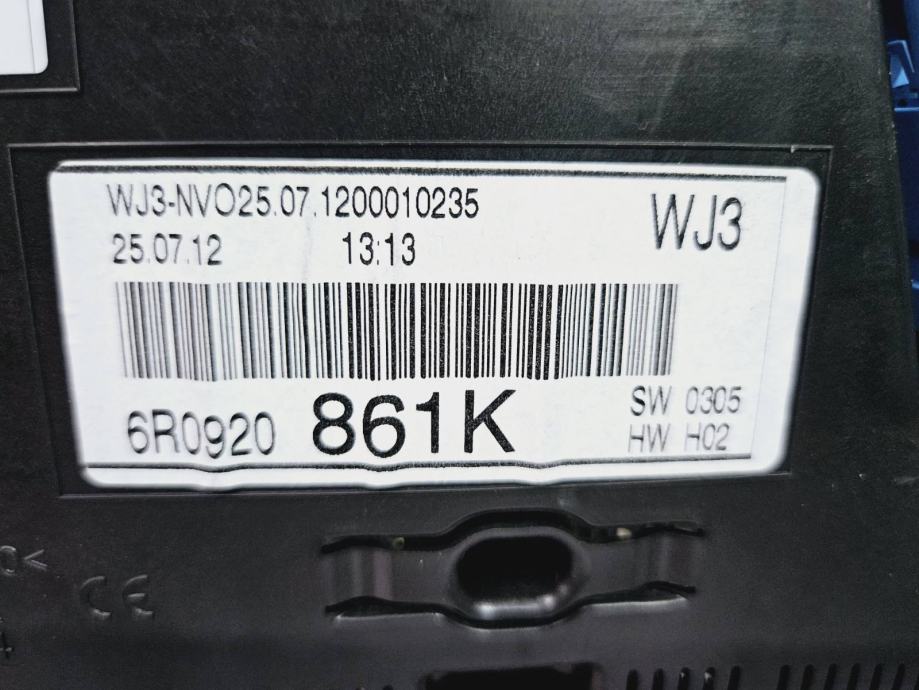 WJ3-NVO25.07.1200010235
WJ3
25.07.12 13:13
6R0920 861K
SW 0305
HW H02
CE